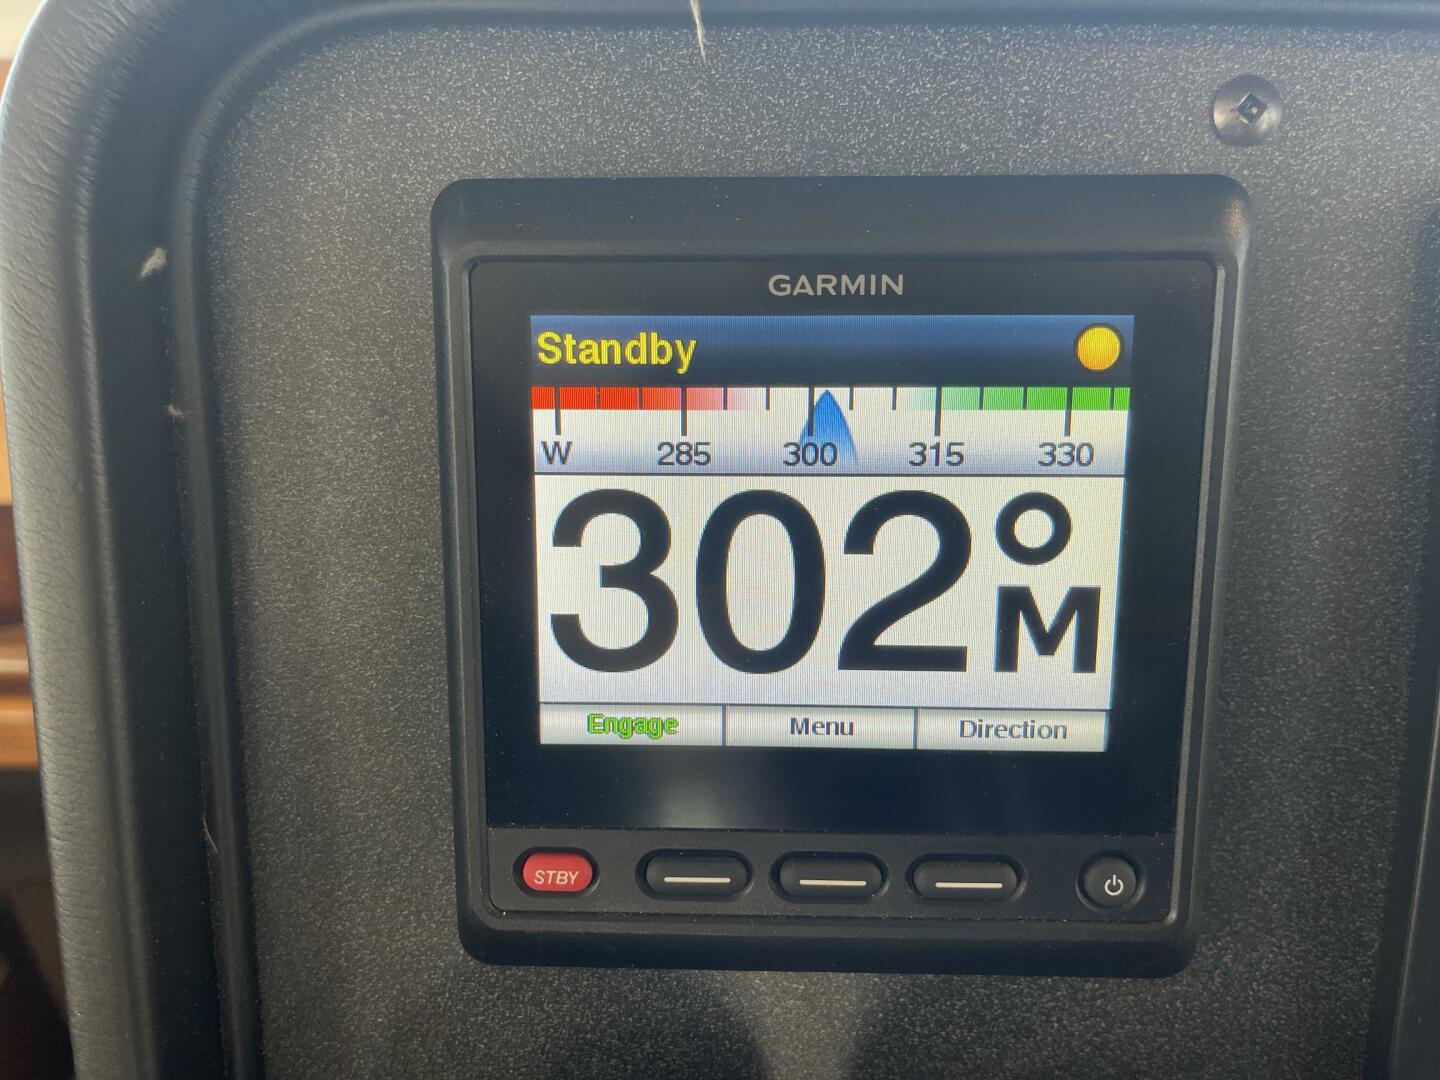 GARMIN
Standby
W 285 300 315 330
302°M
Engage Menu Direction
STBY